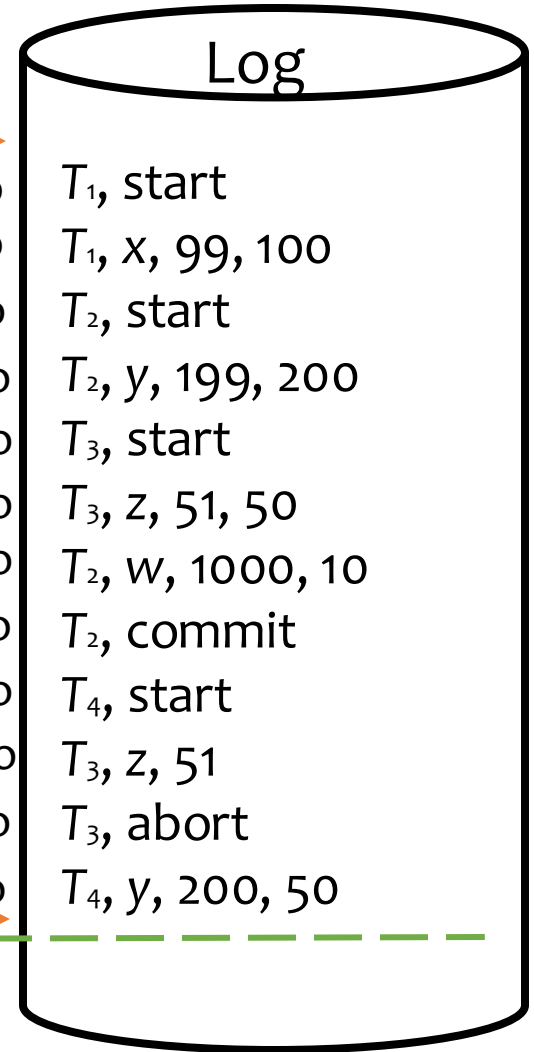 Log
T₁, start
T₁, x, 99, 100
T₂, start
T₂, y, 199, 200
T₃, start
T₃, z, 51, 50
T₂, w, 1000, 10
T₂, commit
T₄, start
T₃, z, 51
T₃, abort
T₄, y, 200, 50